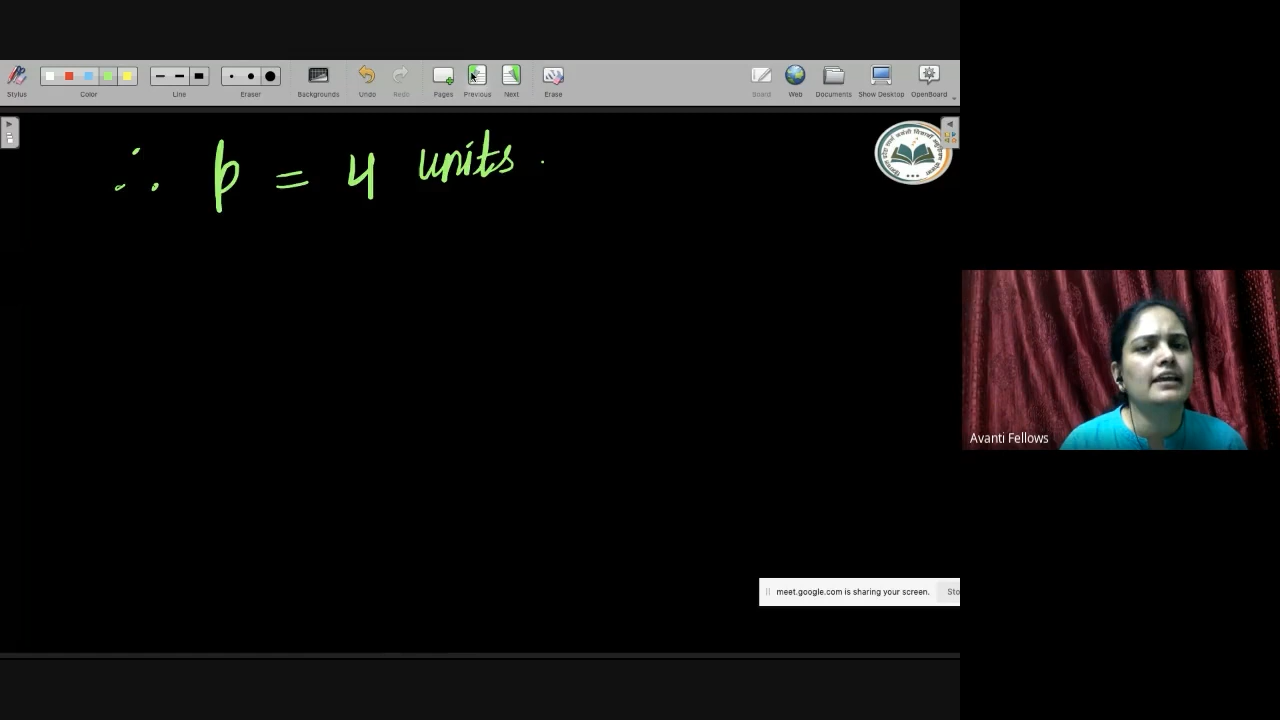 Stylus Color Line Eraser Backgrounds Undo Redo Pages Previous Next Erase Board Web Documents Show Desktop OpenBoard
∴ p = 4 units .
Avanti Fellows
meet.google.com is sharing your screen. Sto